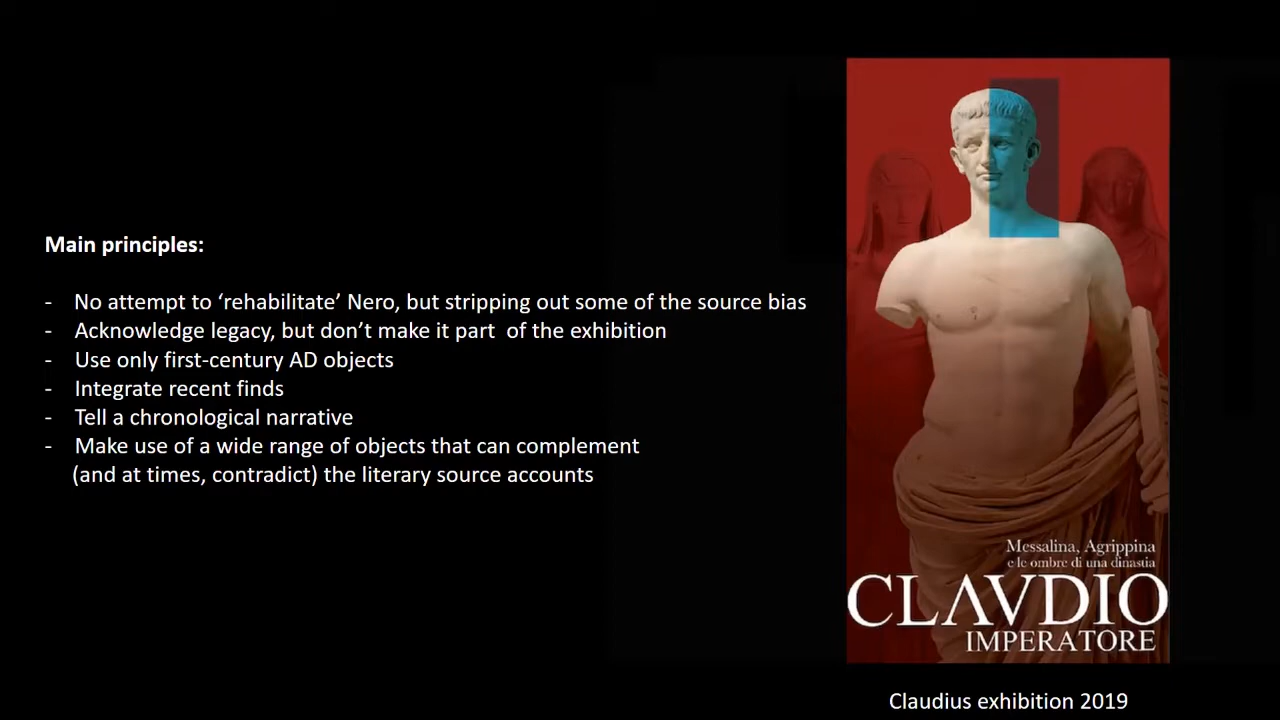 Main principles:
- No attempt to ‘rehabilitate’ Nero, but stripping out some of the source bias
- Acknowledge legacy, but don’t make it part of the exhibition
- Use only first-century AD objects
- Integrate recent finds
- Tell a chronological narrative
- Make use of a wide range of objects that can complement
(and at times, contradict) the literary source accounts
Messalina, Agrippina
e le ombre di una dinastia
CLAVDIO
IMPERATORE
Claudius exhibition 2019